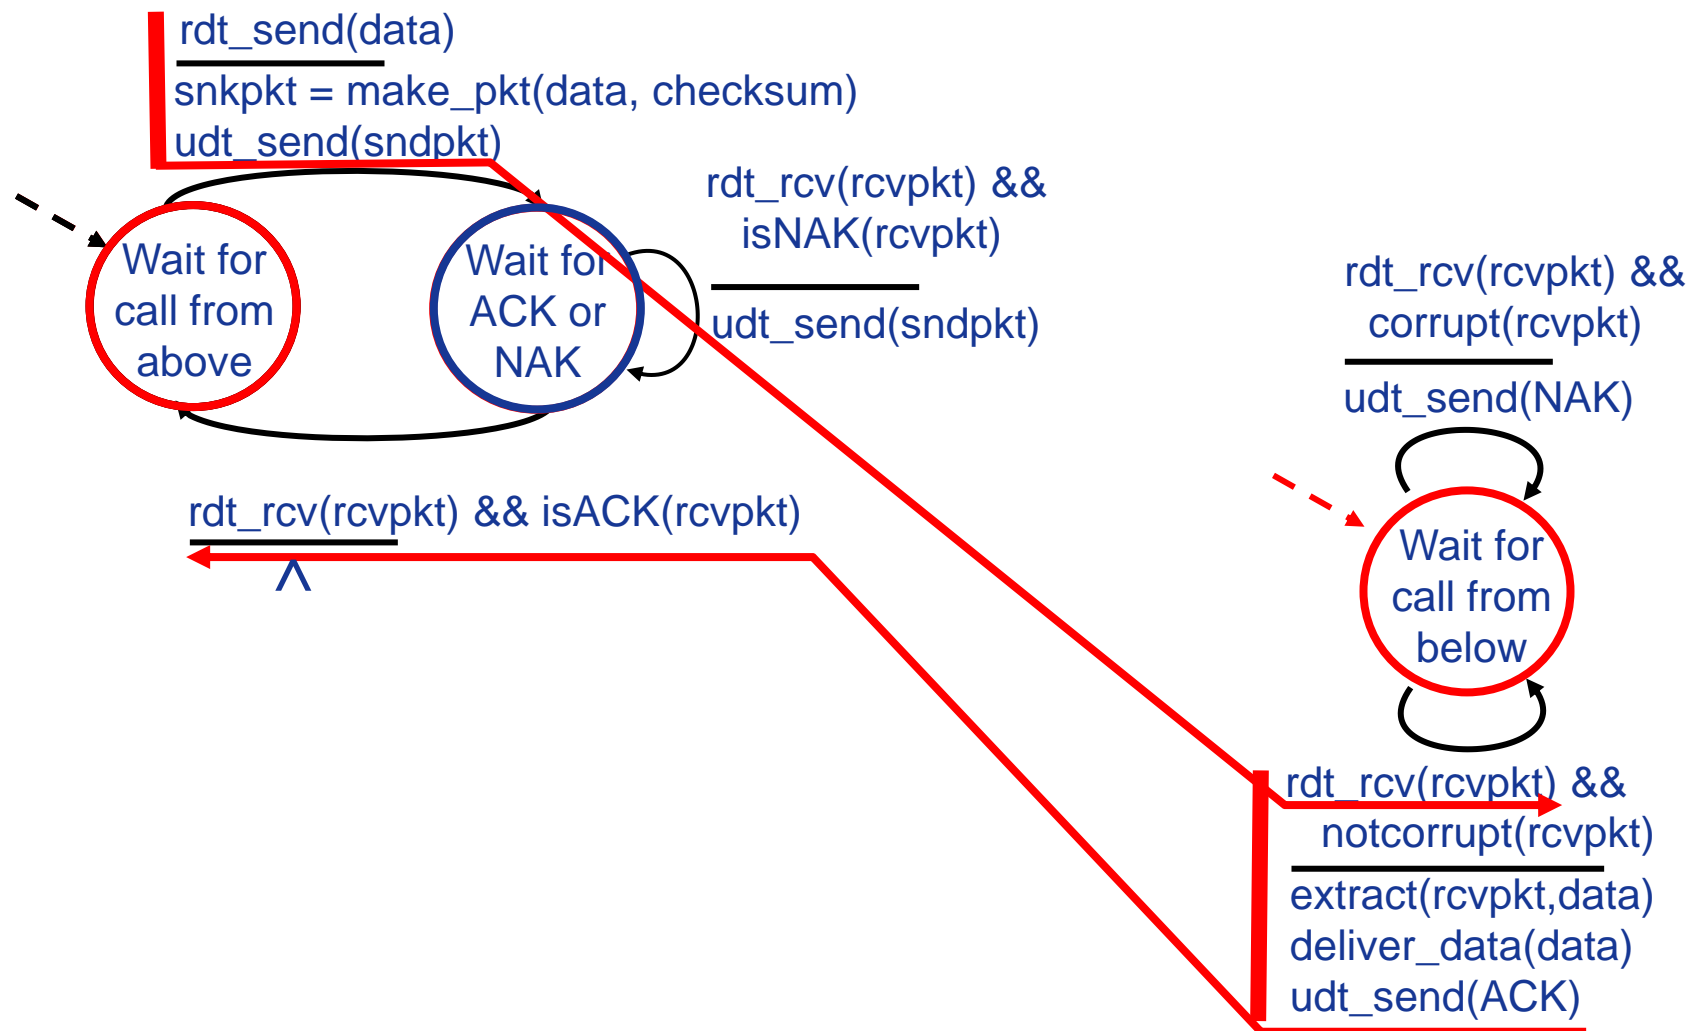 rdt_send(data)
snkpkt = make_pkt(data, checksum)
udt_send(sndpkt)
Wait for
call from
above
Wait for
ACK or
NAK
rdt_rcv(rcvpkt) &&
isNAK(rcvpkt)
udt_send(sndpkt)
rdt_rcv(rcvpkt) && isACK(rcvpkt)
Λ
rdt_rcv(rcvpkt) &&
corrupt(rcvpkt)
udt_send(NAK)
Wait for
call from
below
rdt_rcv(rcvpkt) &&
notcorrupt(rcvpkt)
extract(rcvpkt,data)
deliver_data(data)
udt_send(ACK)